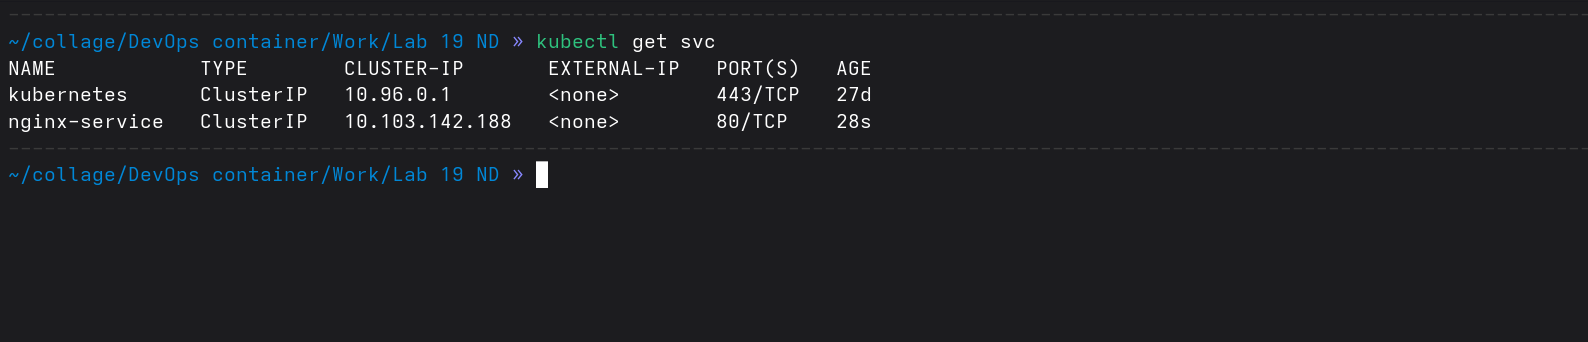 ~/collage/DevOps container/Work/Lab 19 ND » kubectl get svc
NAME            TYPE        CLUSTER-IP       EXTERNAL-IP   PORT(S)   AGE
kubernetes      ClusterIP   10.96.0.1        <none>        443/TCP   27d
nginx-service   ClusterIP   10.103.142.188   <none>        80/TCP    28s
~/collage/DevOps container/Work/Lab 19 ND »